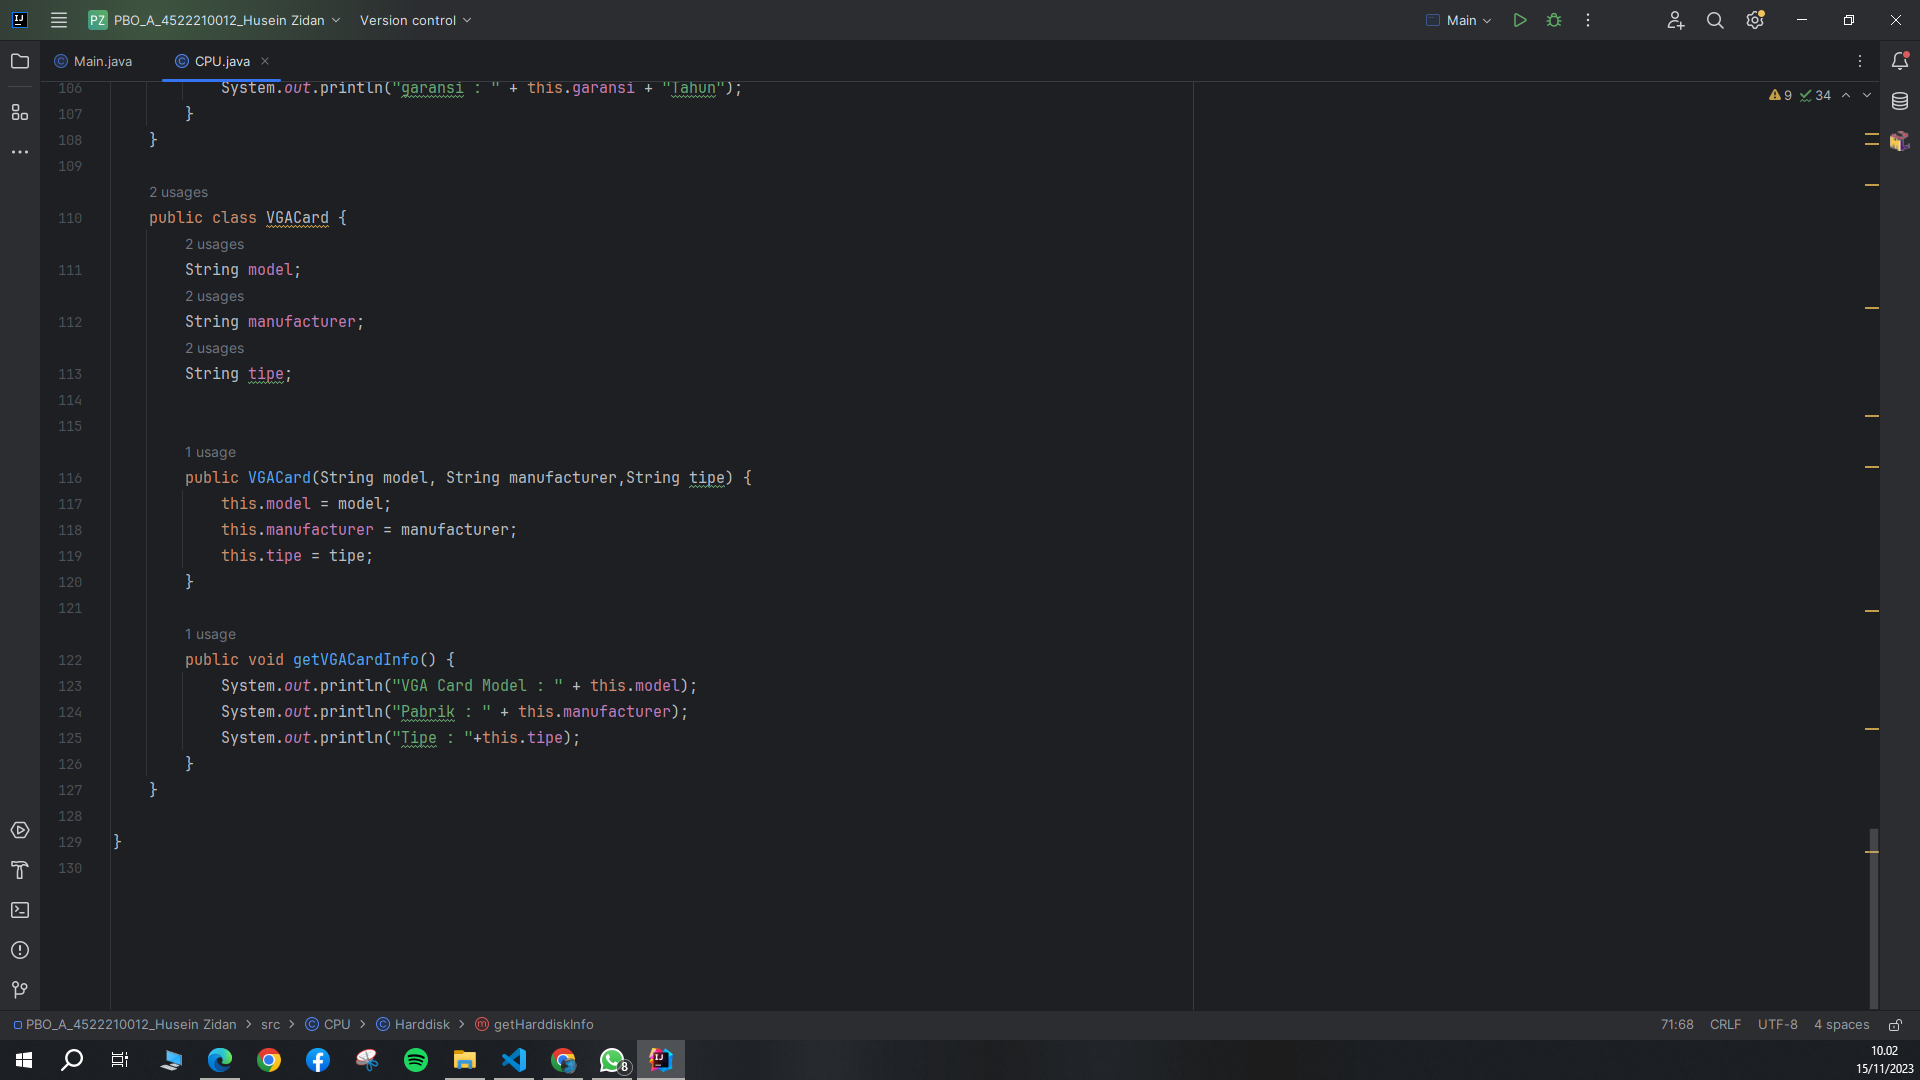 PZ PBO_A_4522210012_Husein Zidan Version control Main
Main.java CPU.java
9 34
106 System.out.println("garansi : " + this.garansi + "Tahun");
107 }
108 }
109
2 usages
110 public class VGACard {
2 usages
111 String model;
2 usages
112 String manufacturer;
2 usages
113 String tipe;
114
115
1 usage
116 public VGACard(String model, String manufacturer,String tipe) {
117 this.model = model;
118 this.manufacturer = manufacturer;
119 this.tipe = tipe;
120 }
121
1 usage
122 public void getVGACardInfo() {
123 System.out.println("VGA Card Model : " + this.model);
124 System.out.println("Pabrik : " + this.manufacturer);
125 System.out.println("Tipe : "+this.tipe);
126 }
127 }
128
129 }
130
PBO_A_4522210012_Husein Zidan > src > CPU > Harddisk > getHarddiskInfo 71:68 CRLF UTF-8 4 spaces
8
10.02
15/11/2023